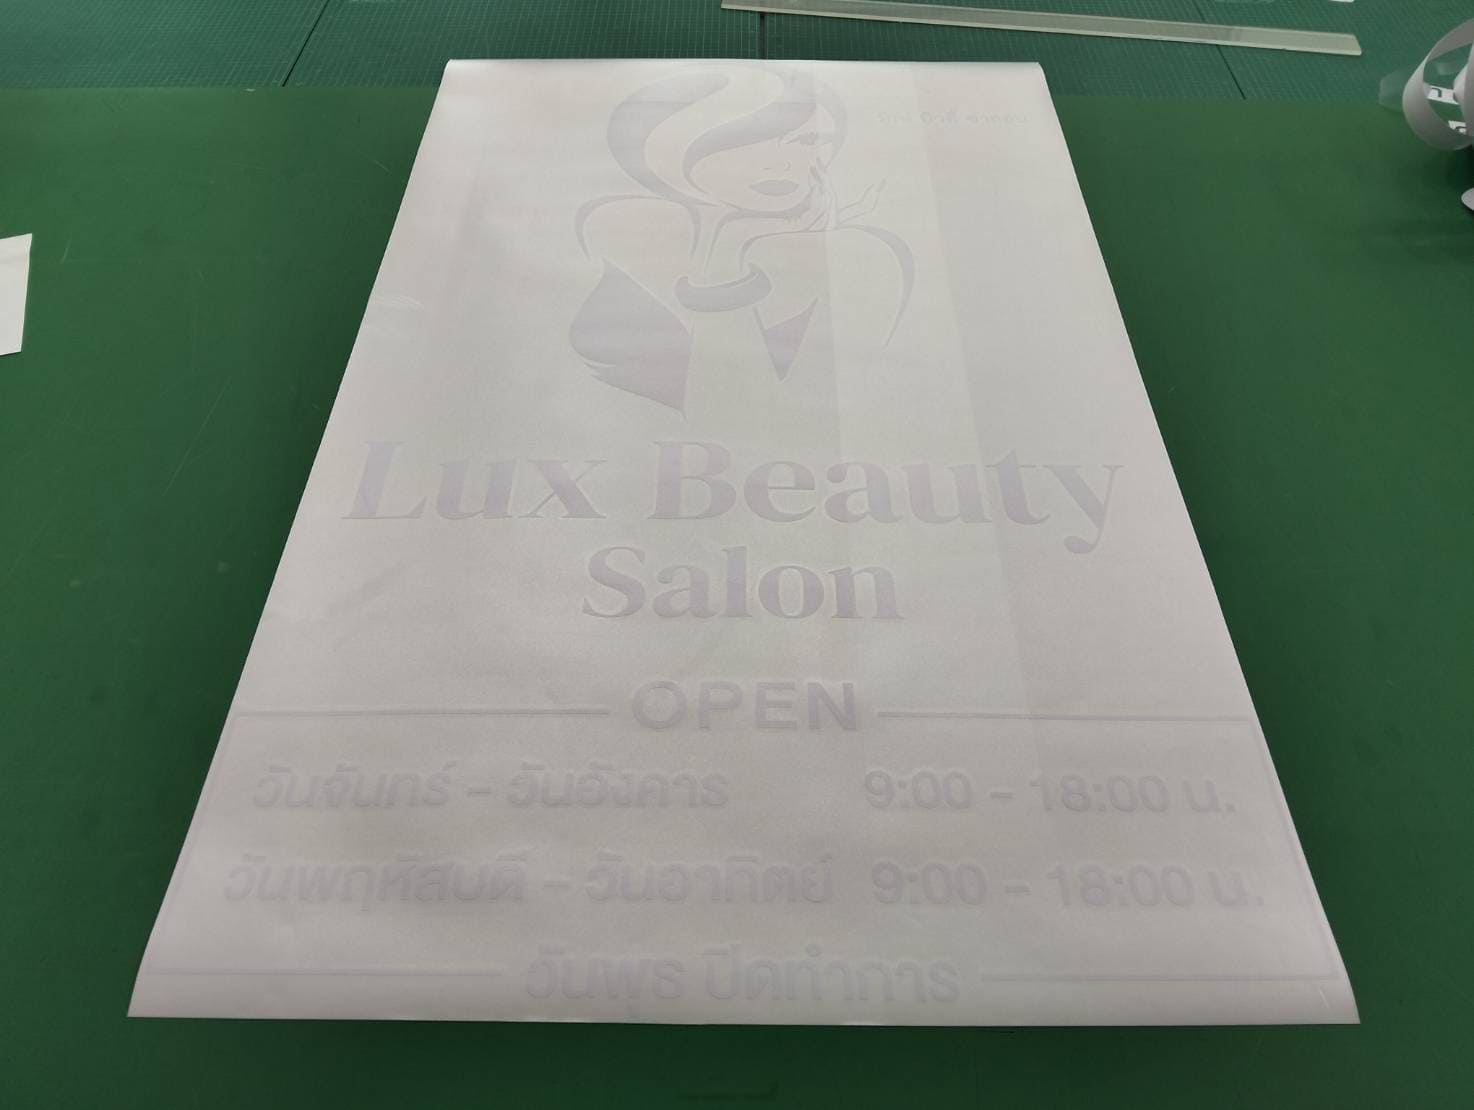 Lux Beauty
Salon
OPEN
วันจันทร์ - วันอังคาร 9:00 - 18:00 น.
วันพฤหัสบดี - วันอาทิตย์ 9:00 - 18:00 น.
วันพุธ ปิดทำการ